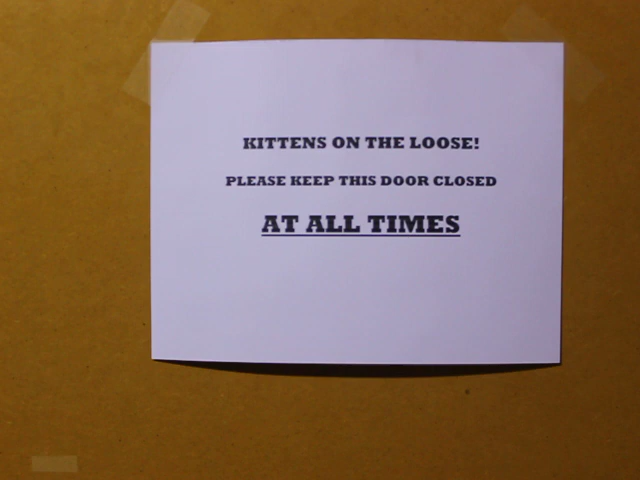 KITTENS ON THE LOOSE!
PLEASE KEEP THIS DOOR CLOSED
AT ALL TIMES